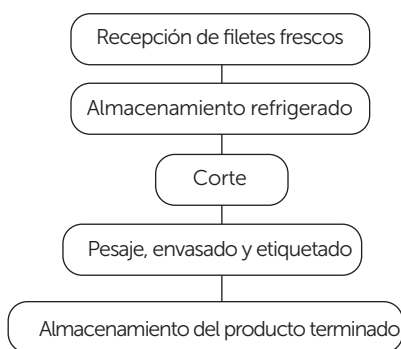 Recepción de filetes frescos
Almacenamiento refrigerado
Corte
Pesaje, envasado y etiquetado
Almacenamiento del producto terminado